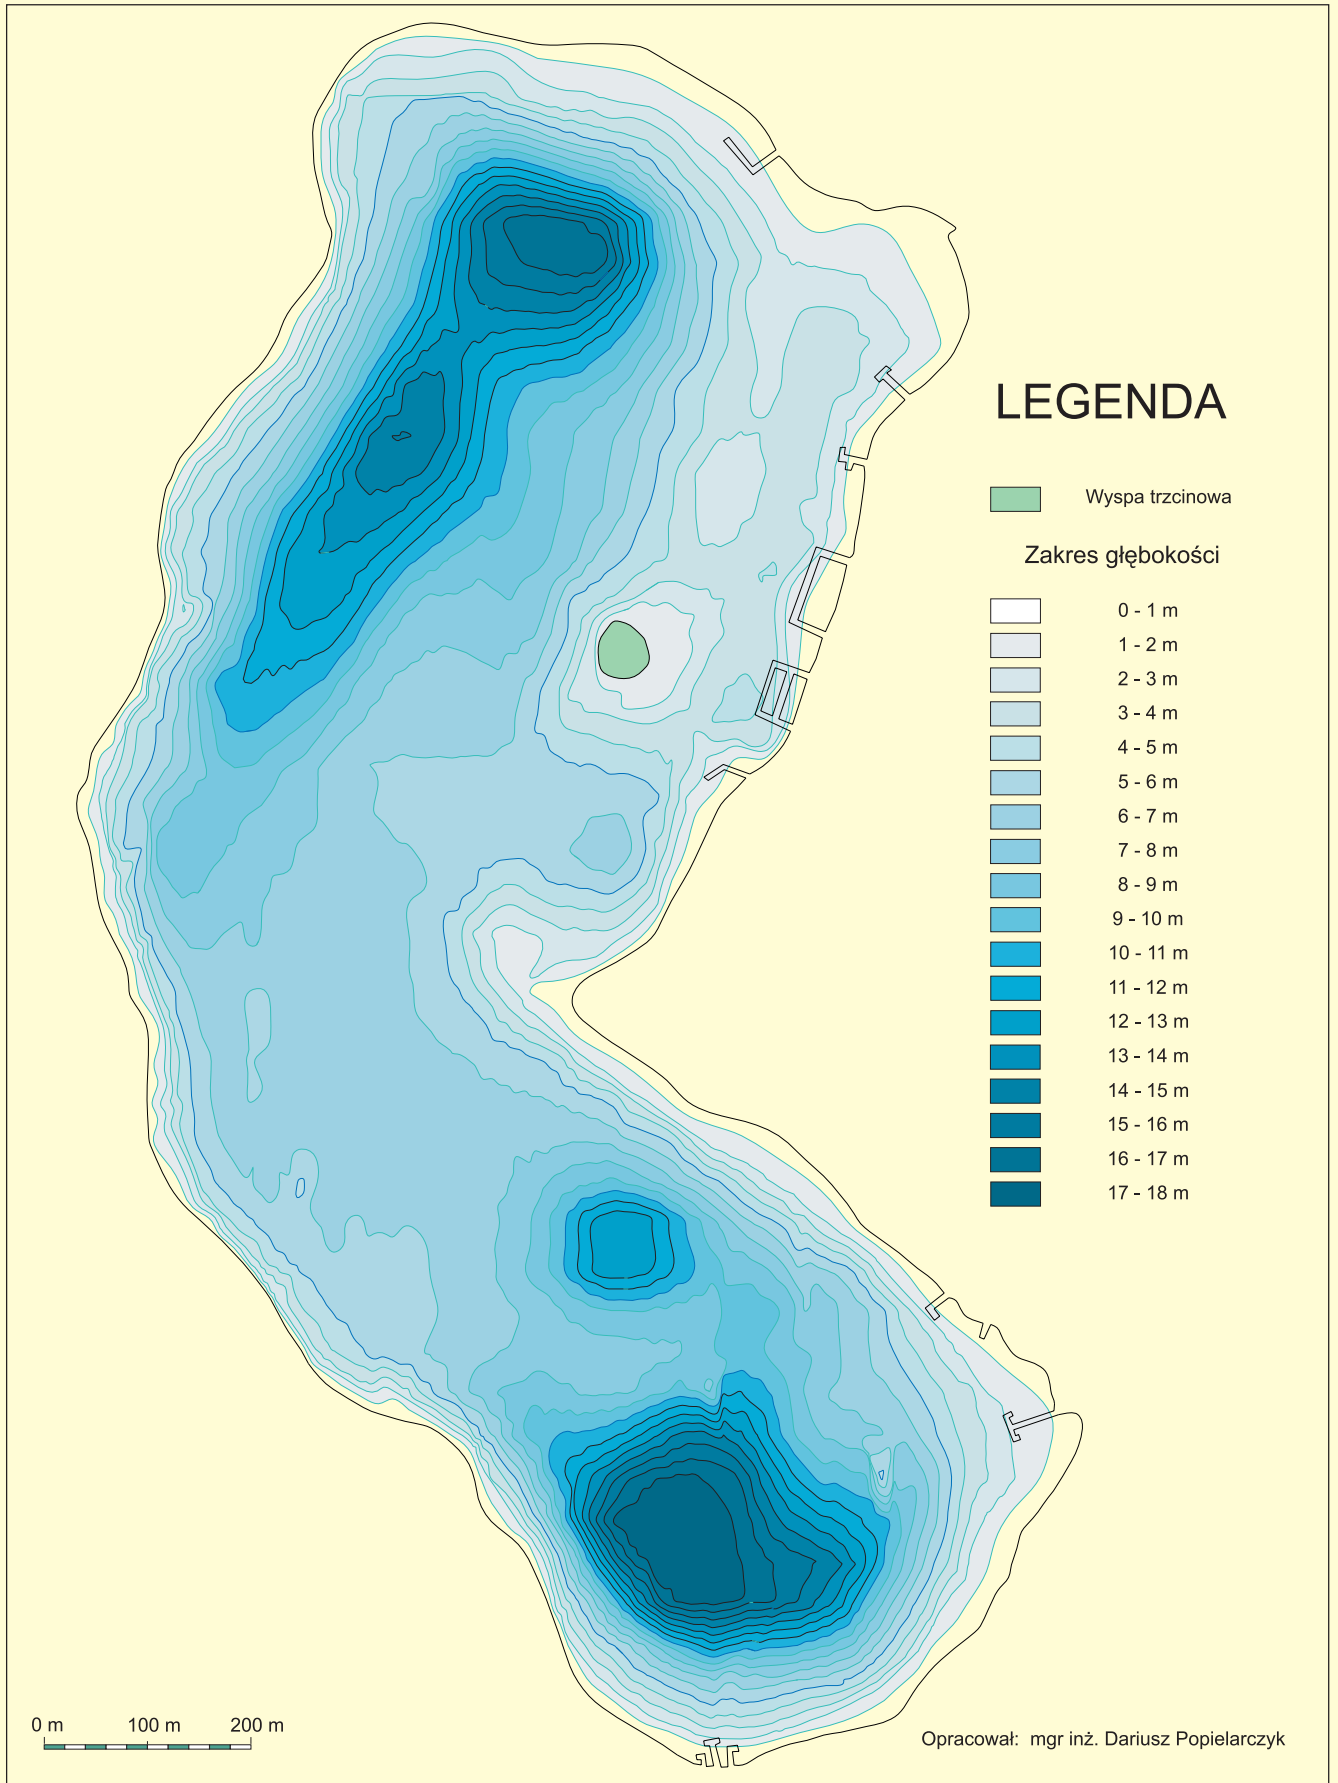 LEGENDA
Wyspa trzcinowa
Zakres głębokości
0 - 1 m
1 - 2 m
2 - 3 m
3 - 4 m
4 - 5 m
5 - 6 m
6 - 7 m
7 - 8 m
8 - 9 m
9 - 10 m
10 - 11 m
11 - 12 m
12 - 13 m
13 - 14 m
14 - 15 m
15 - 16 m
16 - 17 m
17 - 18 m
0 m 100 m 200 m
Opracował: mgr inż. Dariusz Popielarczyk